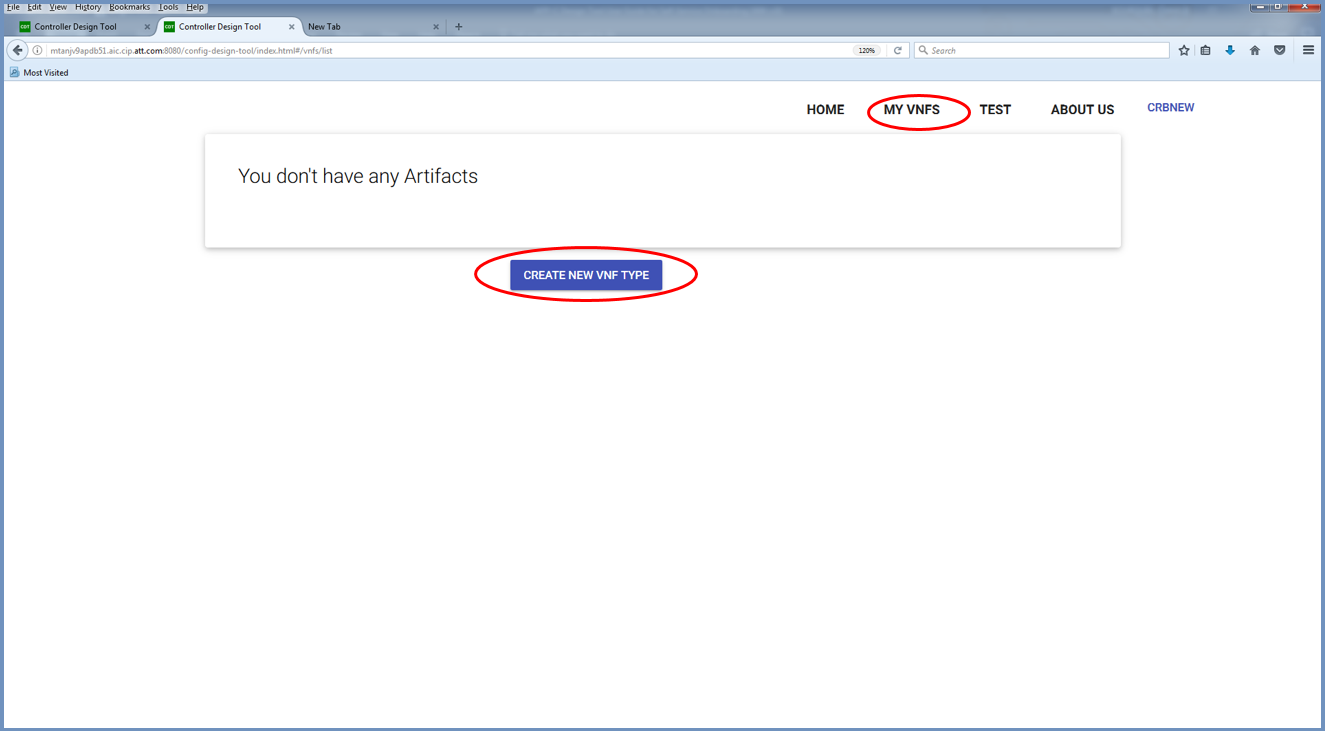 File Edit View History Bookmarks Tools Help
CDT Controller Design Tool CDT Controller Design Tool New Tab
mtanjv9apdb51.aic.cip.att.com:8080/config-design-tool/index.html#/vnfs/list 120% Search
Most Visited
HOME MY VNFS TEST ABOUT US CRBNEW
You don't have any Artifacts
CREATE NEW VNF TYPE